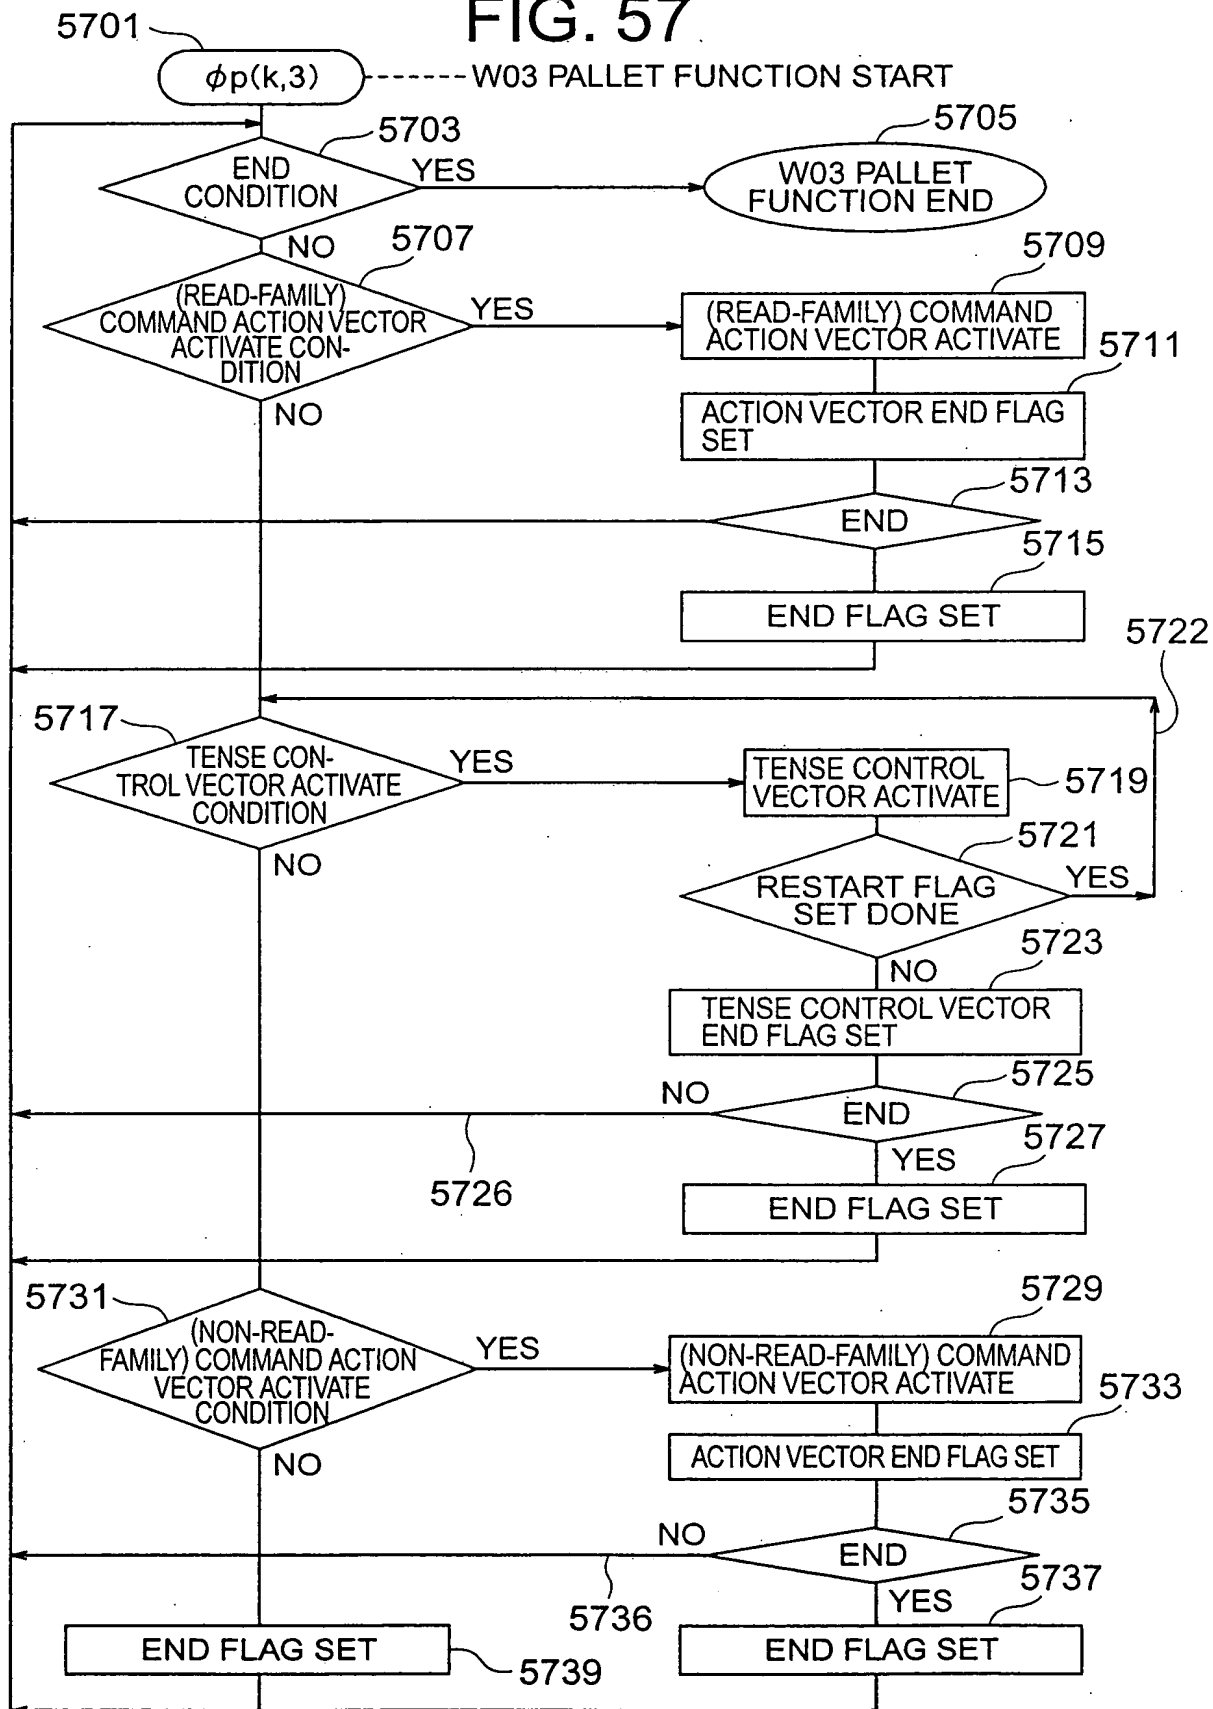 FIG. 57
5701
φp(k,3)
W03 PALLET FUNCTION START
5703
END
CONDITION
YES
5705
W03 PALLET
FUNCTION END
NO
5707
(READ-FAMILY)
COMMAND ACTION VECTOR
ACTIVATE CON-
DITION
YES
5709
(READ-FAMILY) COMMAND
ACTION VECTOR ACTIVATE
NO
5711
ACTION VECTOR END FLAG
SET
5713
END
5715
END FLAG SET
5722
5717
TENSE CON-
TROL VECTOR ACTIVATE
CONDITION
YES
TENSE CONTROL
VECTOR ACTIVATE
5719
NO
5721
RESTART FLAG
SET DONE
YES
NO
5723
TENSE CONTROL VECTOR
END FLAG SET
5725
NO
END
5726
YES
5727
END FLAG SET
5731
(NON-READ-
FAMILY) COMMAND ACTION
VECTOR ACTIVATE
CONDITION
YES
5729
(NON-READ-FAMILY) COMMAND
ACTION VECTOR ACTIVATE
NO
5733
ACTION VECTOR END FLAG SET
5735
NO
END
5736
YES
5737
END FLAG SET
5739
END FLAG SET